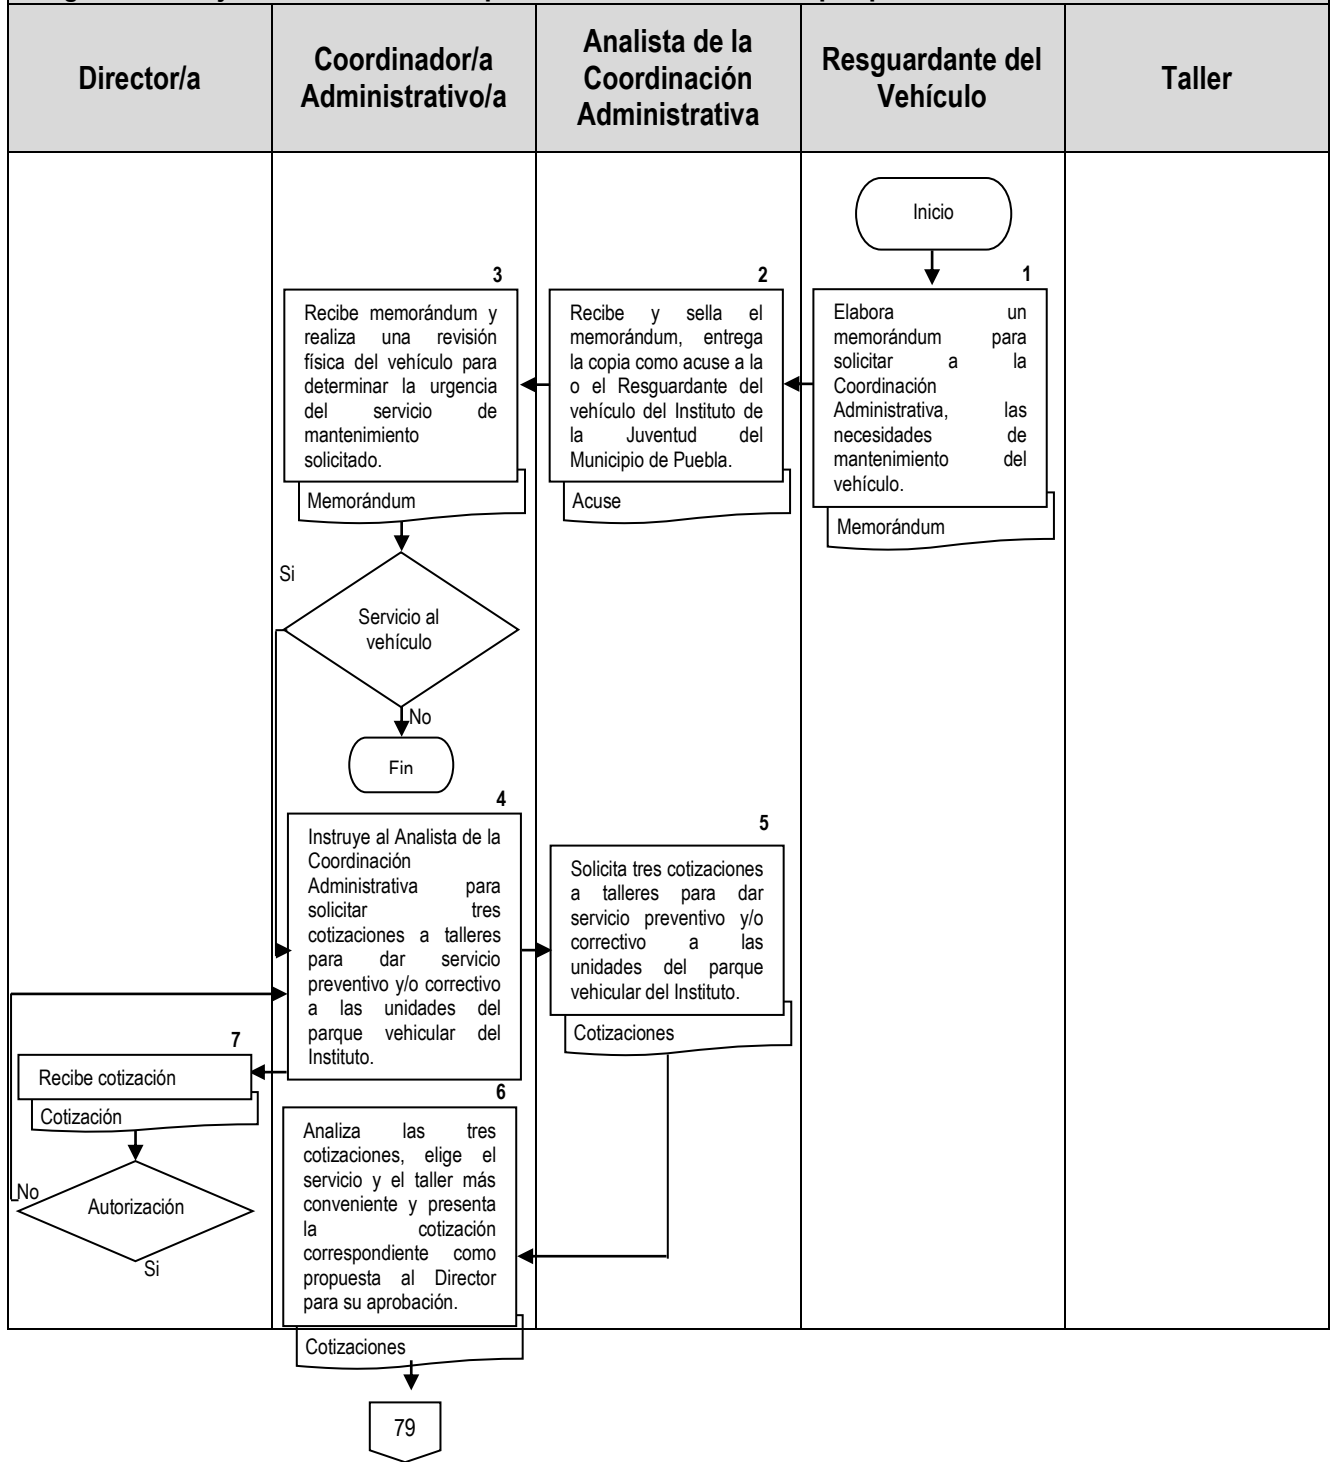 Director/a
Coordinador/a
Administrativo/a
Analista de la
Coordinación
Administrativa
Resguardante del
Vehículo
Taller
Inicio
1
Elabora un
memorándum para
solicitar a la
Coordinación
Administrativa, las
necesidades de
mantenimiento del
vehículo.
Memorándum
2
Recibe y sella el
memorándum, entrega
la copia como acuse a la
o el Resguardante del
vehículo del Instituto de
la Juventud del
Municipio de Puebla.
Acuse
3
Recibe memorándum y
realiza una revisión
física del vehículo para
determinar la urgencia
del servicio de
mantenimiento
solicitado.
Memorándum
Si
Servicio al
vehículo
No
Fin
4
Instruye al Analista de la
Coordinación
Administrativa para
solicitar tres
cotizaciones a talleres
para dar servicio
preventivo y/o correctivo
a las unidades del
parque vehicular del
Instituto.
5
Solicita tres cotizaciones
a talleres para dar
servicio preventivo y/o
correctivo a las
unidades del parque
vehicular del Instituto.
Cotizaciones
6
Analiza las tres
cotizaciones, elige el
servicio y el taller más
conveniente y presenta
la cotización
correspondiente como
propuesta al Director
para su aprobación.
Cotizaciones
7
Recibe cotización
Cotización
No
Autorización
Si
79